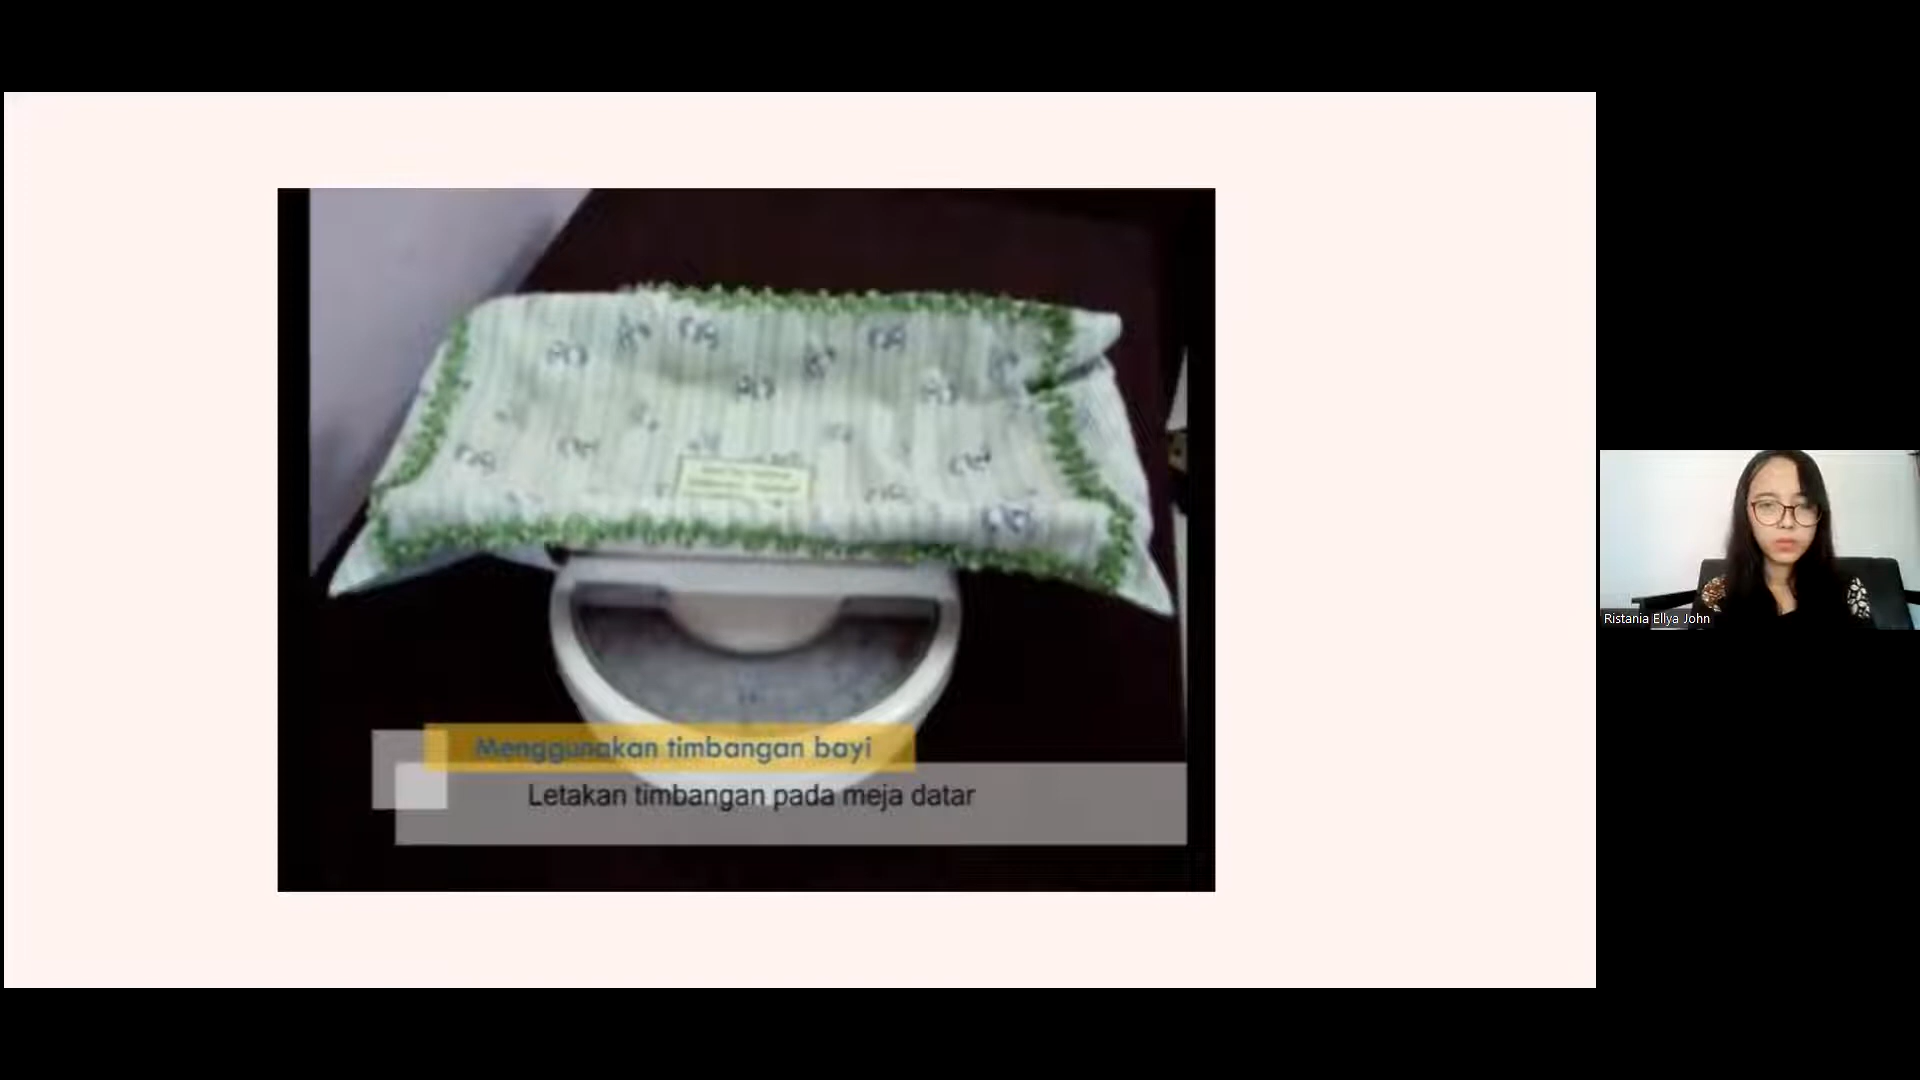 Menggunakan timbangan bayi
Letakan timbangan pada meja datar
Ristania Ellya John